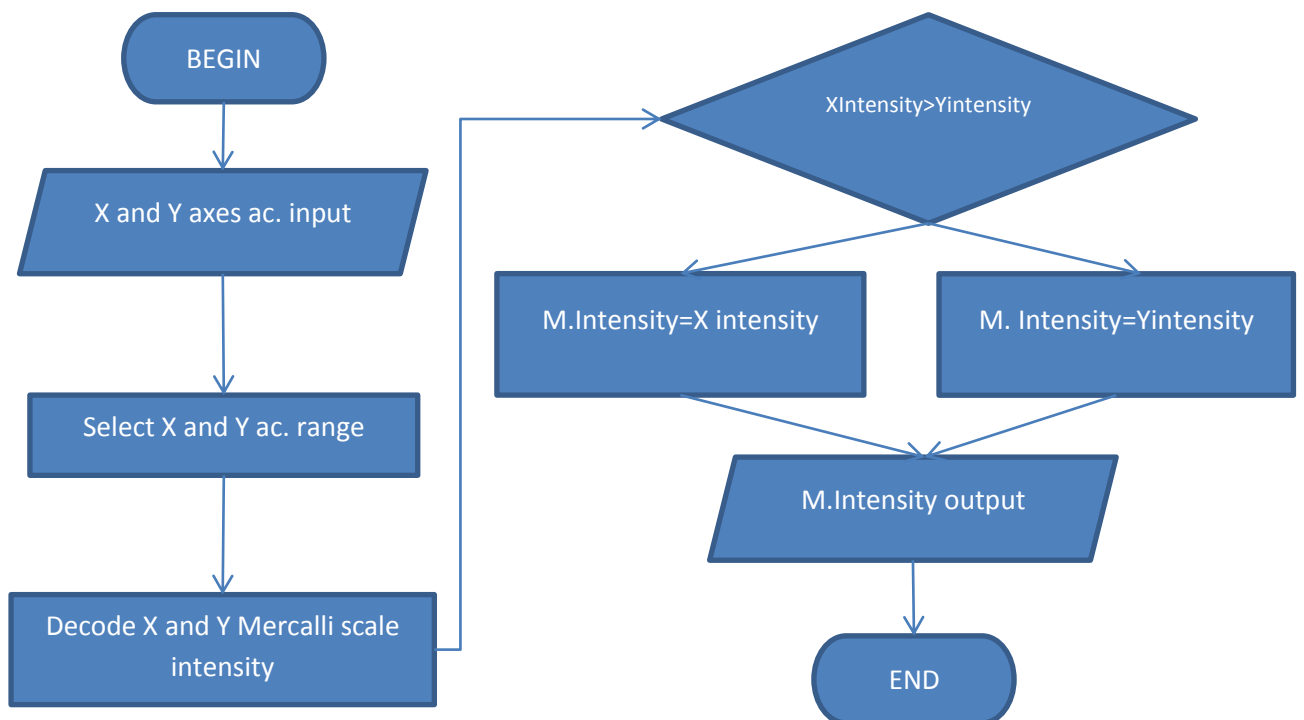 BEGIN
X and Y axes ac. input
Select X and Y ac. range
Decode X and Y Mercalli scale
intensity
XIntensity>Yintensity
M.Intensity=X intensity
M. Intensity=Yintensity
M.Intensity output
END